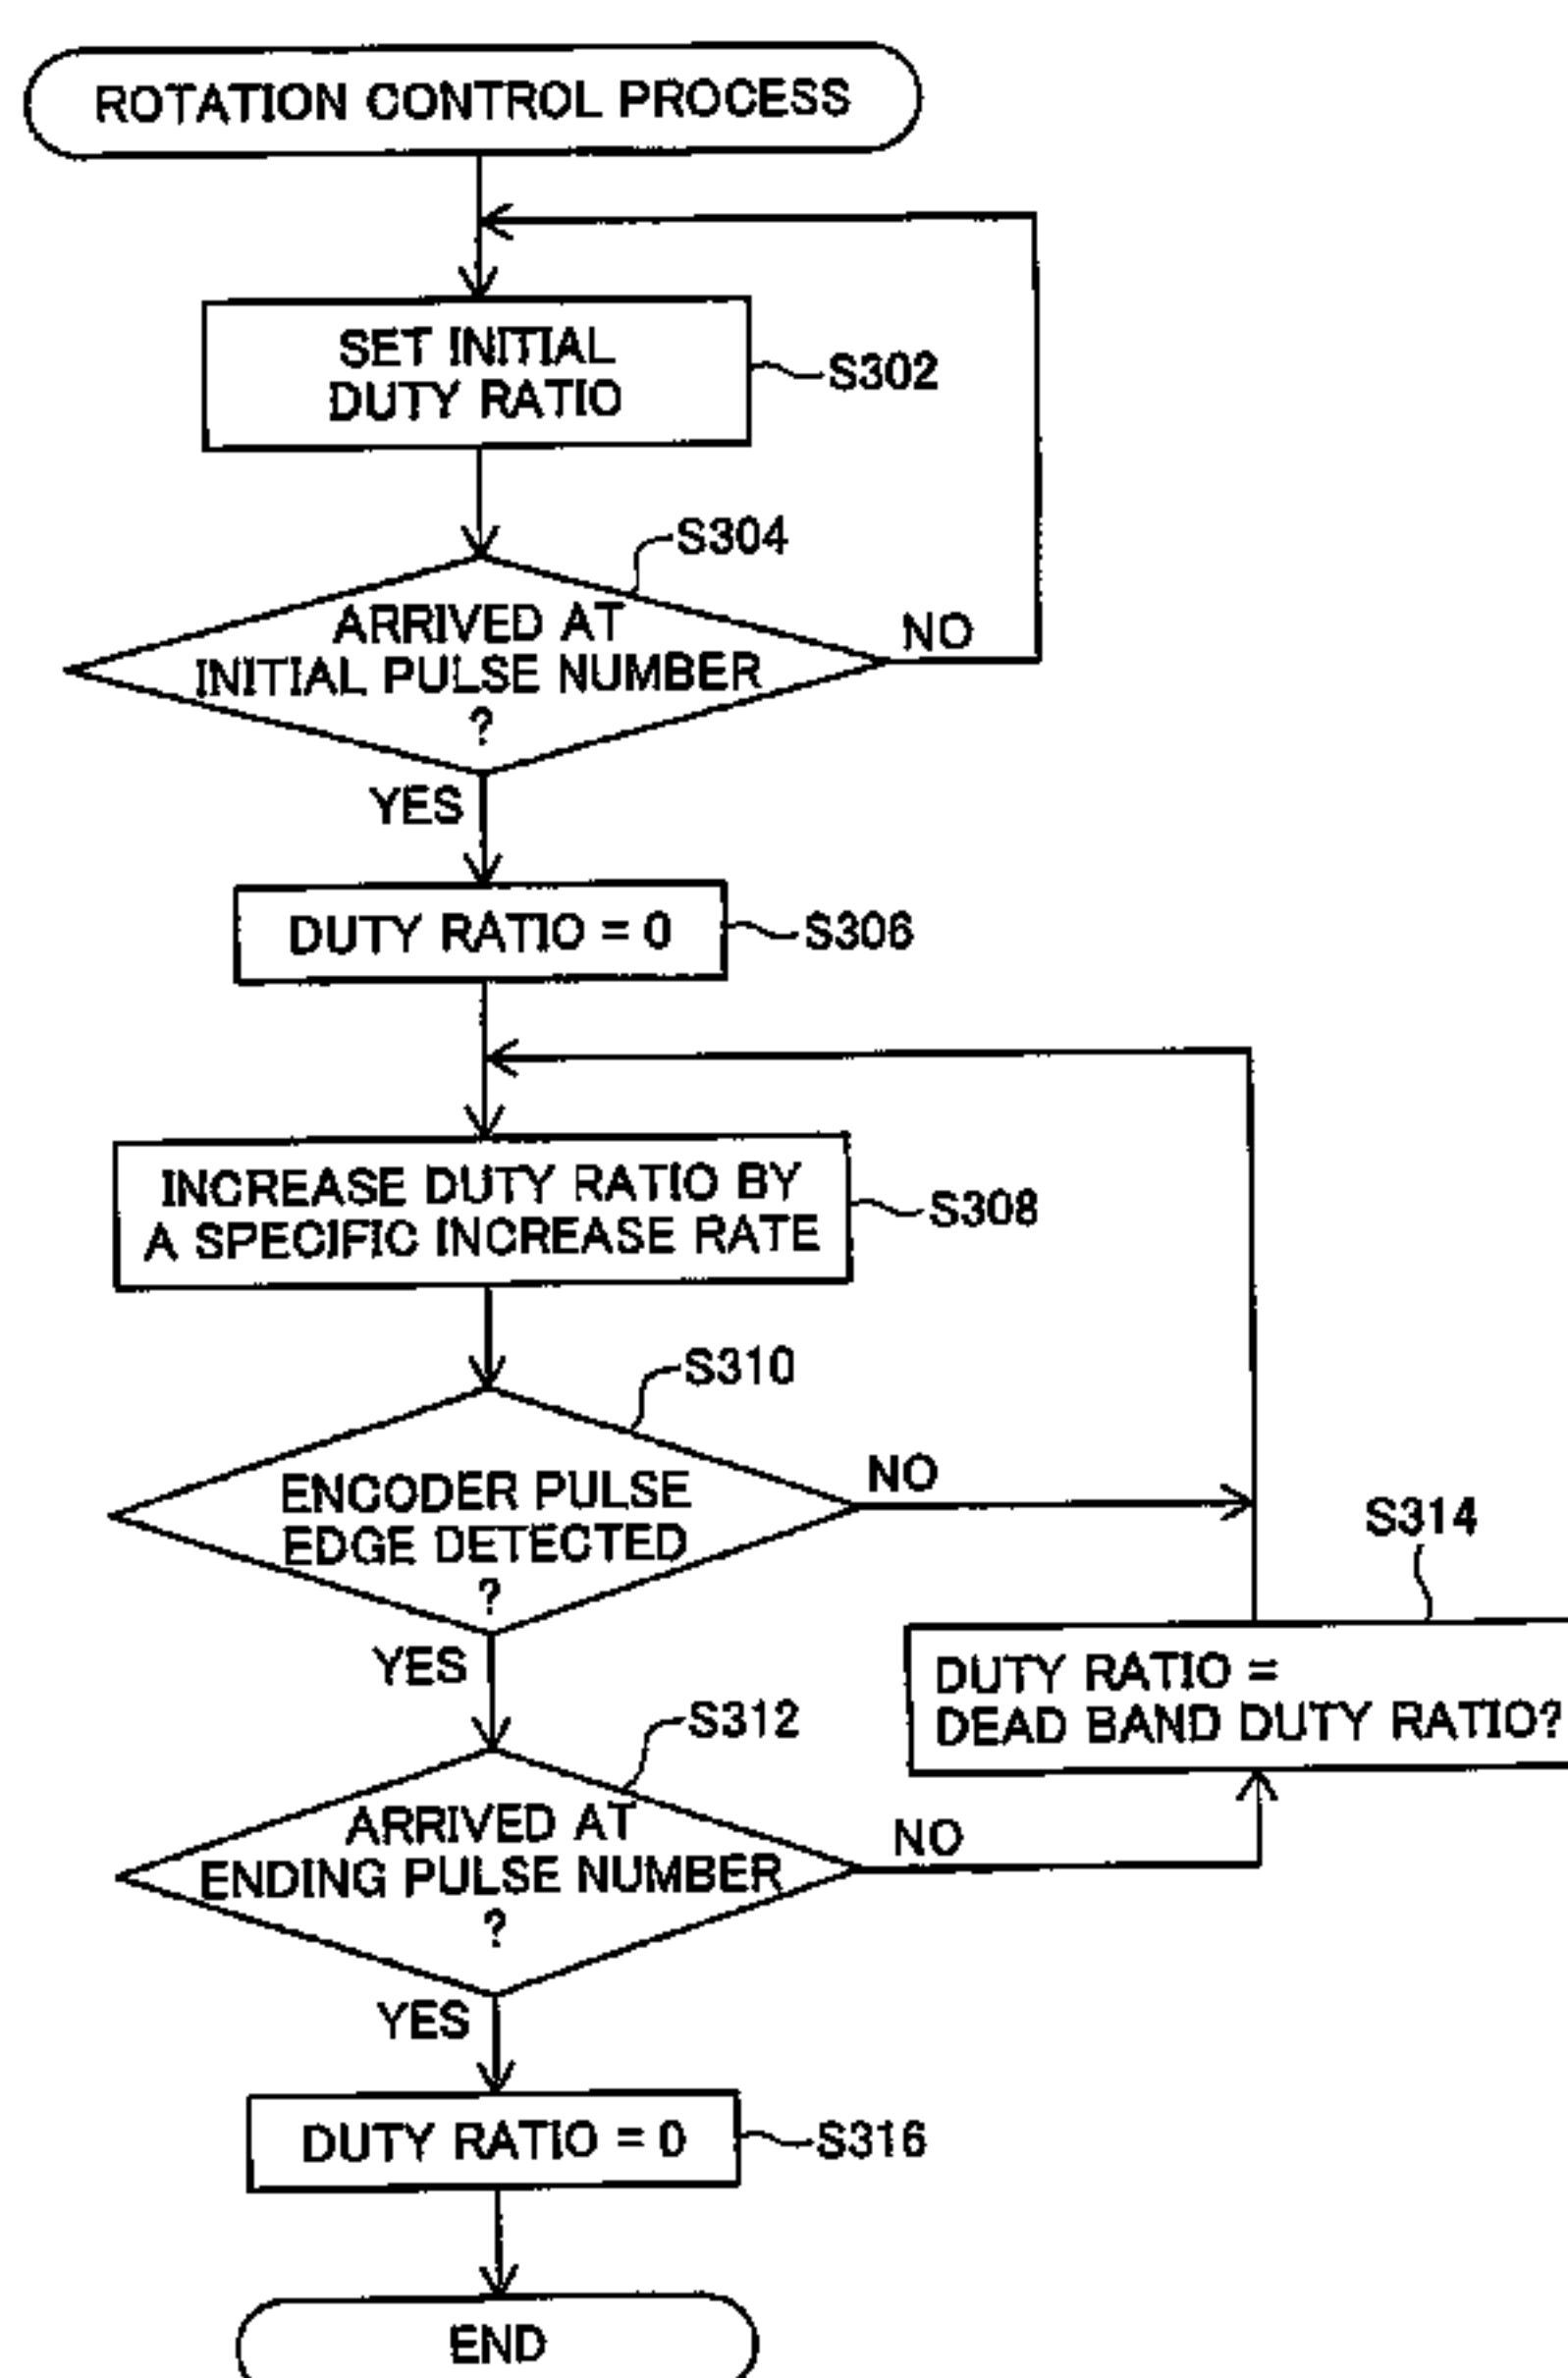 ROTATION CONTROL PROCESS
SET INITIAL
DUTY RATIO
S302
S304
ARRIVED AT
INITIAL PULSE NUMBER
?
NO
YES
DUTY RATIO = 0
S306
INCREASE DUTY RATIO BY
A SPECIFIC INCREASE RATE
S308
S310
ENCODER PULSE
EDGE DETECTED
?
NO
YES
S314
DUTY RATIO =
DEAD BAND DUTY RATIO?
S312
ARRIVED AT
ENDING PULSE NUMBER
?
NO
YES
DUTY RATIO = 0
S316
END